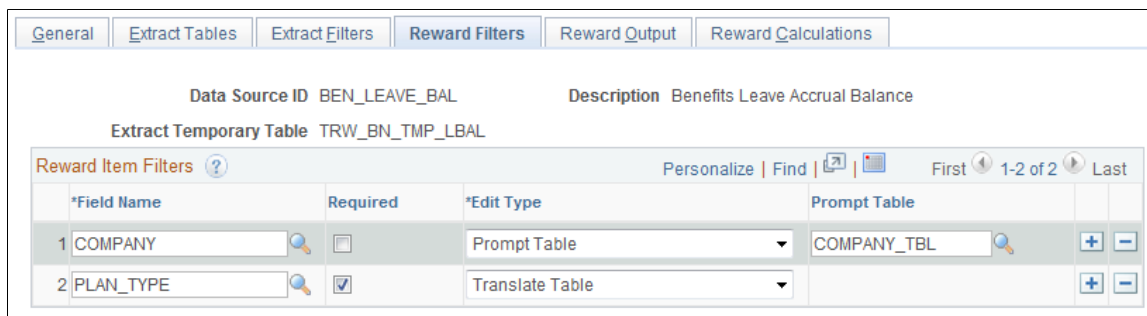 General Extract Tables Extract Filters Reward Filters Reward Output Reward Calculations
Data Source ID BEN_LEAVE_BAL Description Benefits Leave Accrual Balance
Extract Temporary Table TRW_BN_TMP_LBAL
Reward Item Filters ? Personalize | Find | | First 1-2 of 2 Last
*Field Name Required *Edit Type Prompt Table
1 COMPANY Prompt Table COMPANY_TBL + -
2 PLAN_TYPE Translate Table + -